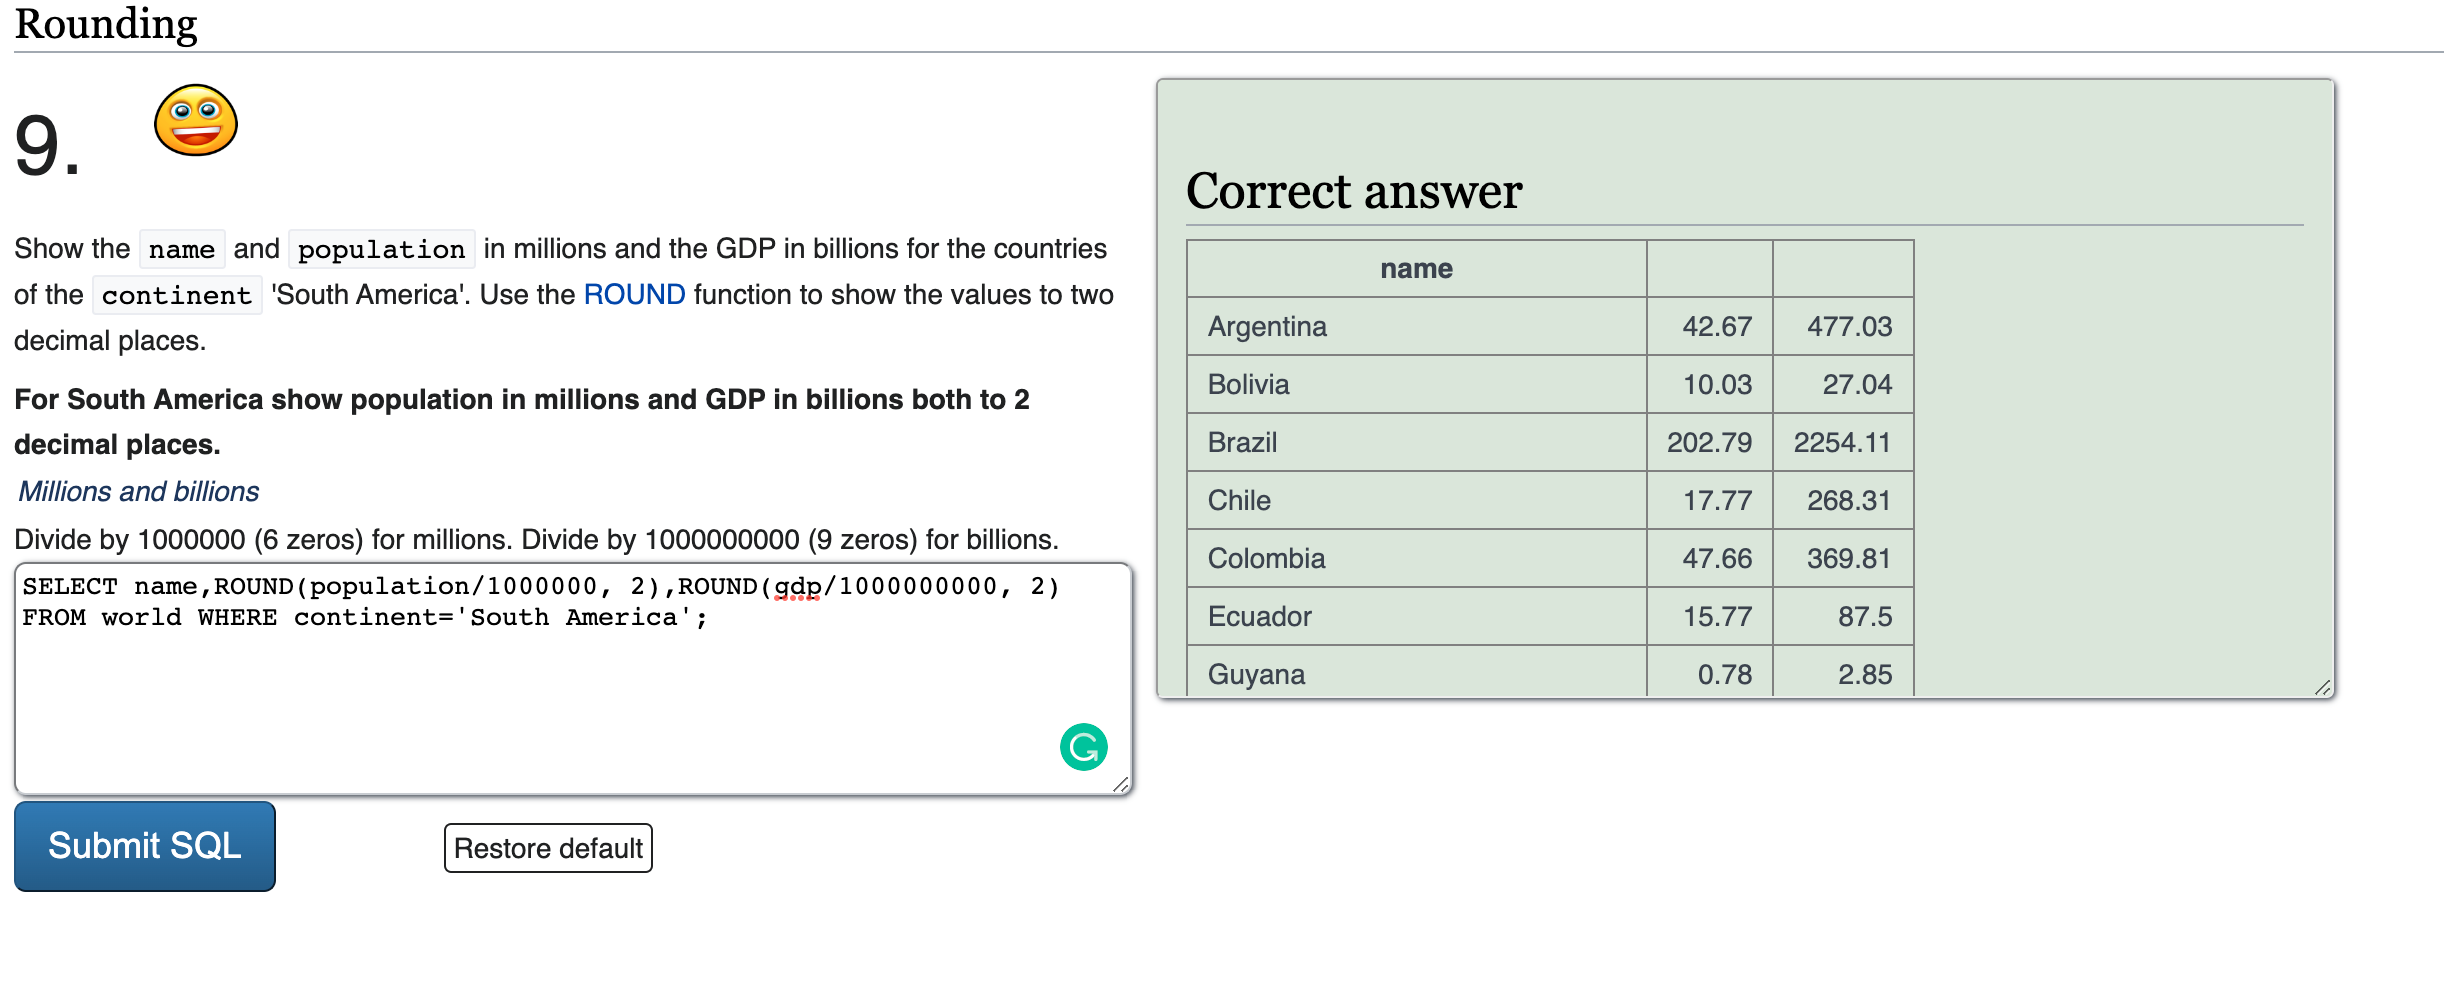 Rounding
9.
Show the name and population in millions and the GDP in billions for the countries
of the continent 'South America'. Use the ROUND function to show the values to two
decimal places.
For South America show population in millions and GDP in billions both to 2
decimal places.
Millions and billions
Divide by 1000000 (6 zeros) for millions. Divide by 1000000000 (9 zeros) for billions.
SELECT name,ROUND(population/1000000, 2),ROUND(gdp/1000000000, 2)
FROM world WHERE continent='South America';
Submit SQL
Restore default
Correct answer
name
Argentina 42.67 477.03
Bolivia 10.03 27.04
Brazil 202.79 2254.11
Chile 17.77 268.31
Colombia 47.66 369.81
Ecuador 15.77 87.5
Guyana 0.78 2.85